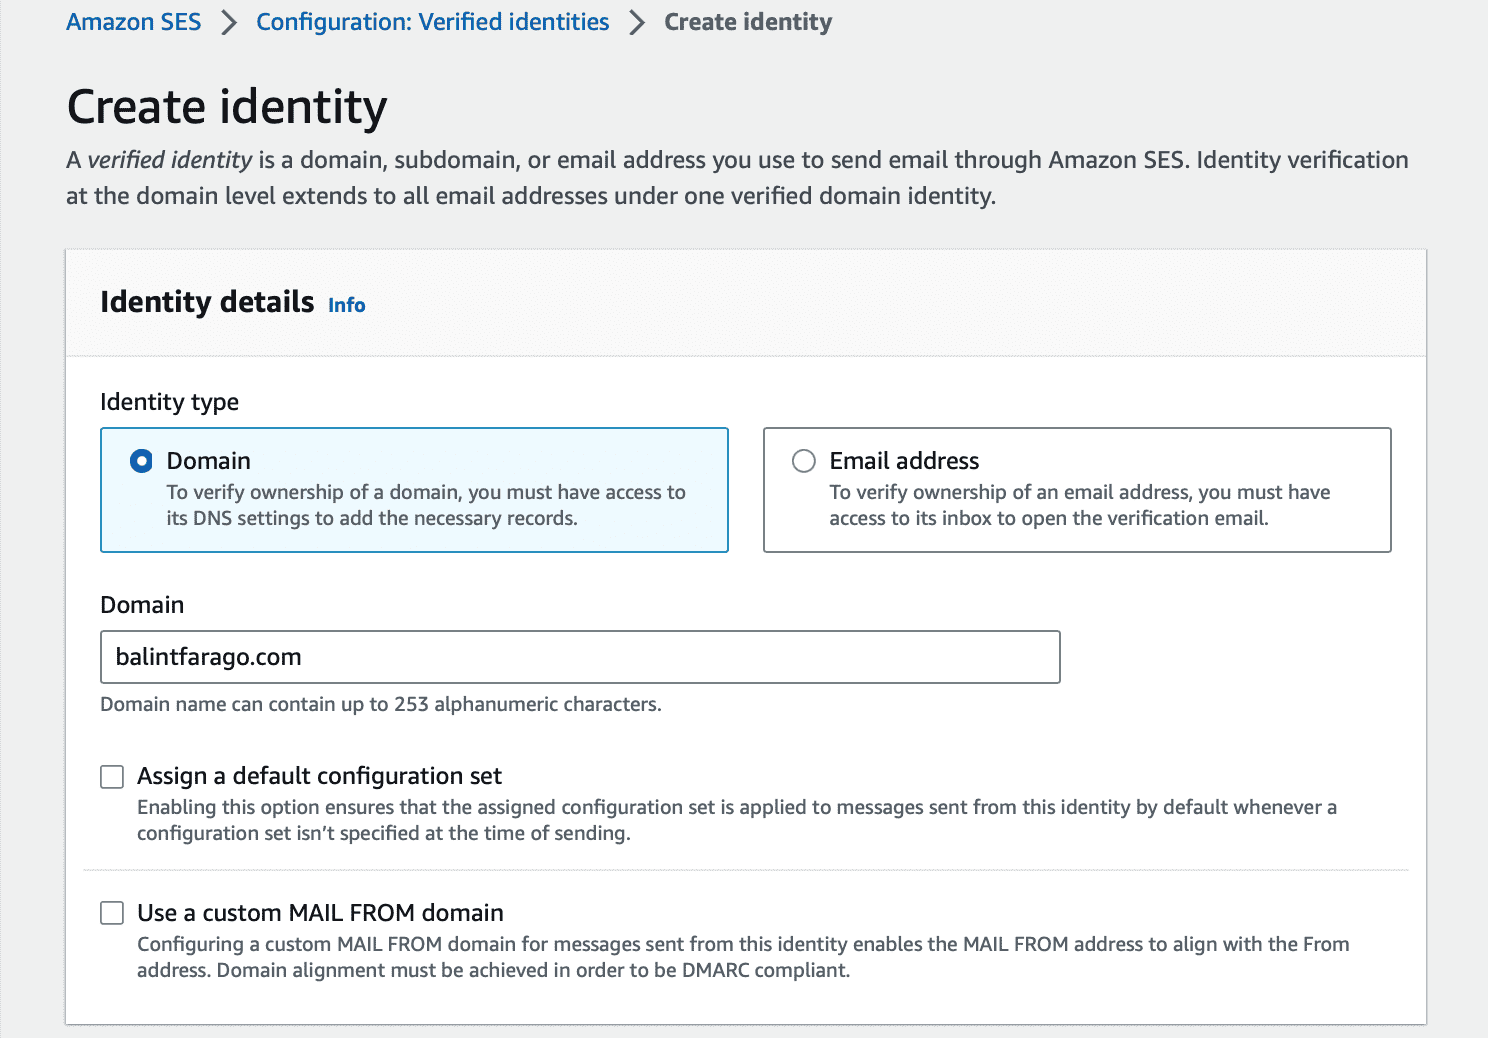 Amazon SES > Configuration: Verified identities > Create identity
Create identity
A verified identity is a domain, subdomain, or email address you use to send email through Amazon SES. Identity verification
at the domain level extends to all email addresses under one verified domain identity.
Identity details Info
Identity type
Domain
To verify ownership of a domain, you must have access to
its DNS settings to add the necessary records.
Email address
To verify ownership of an email address, you must have
access to its inbox to open the verification email.
Domain
balintfarago.com
Domain name can contain up to 253 alphanumeric characters.
Assign a default configuration set
Enabling this option ensures that the assigned configuration set is applied to messages sent from this identity by default whenever a
configuration set isn’t specified at the time of sending.
Use a custom MAIL FROM domain
Configuring a custom MAIL FROM domain for messages sent from this identity enables the MAIL FROM address to align with the From
address. Domain alignment must be achieved in order to be DMARC compliant.